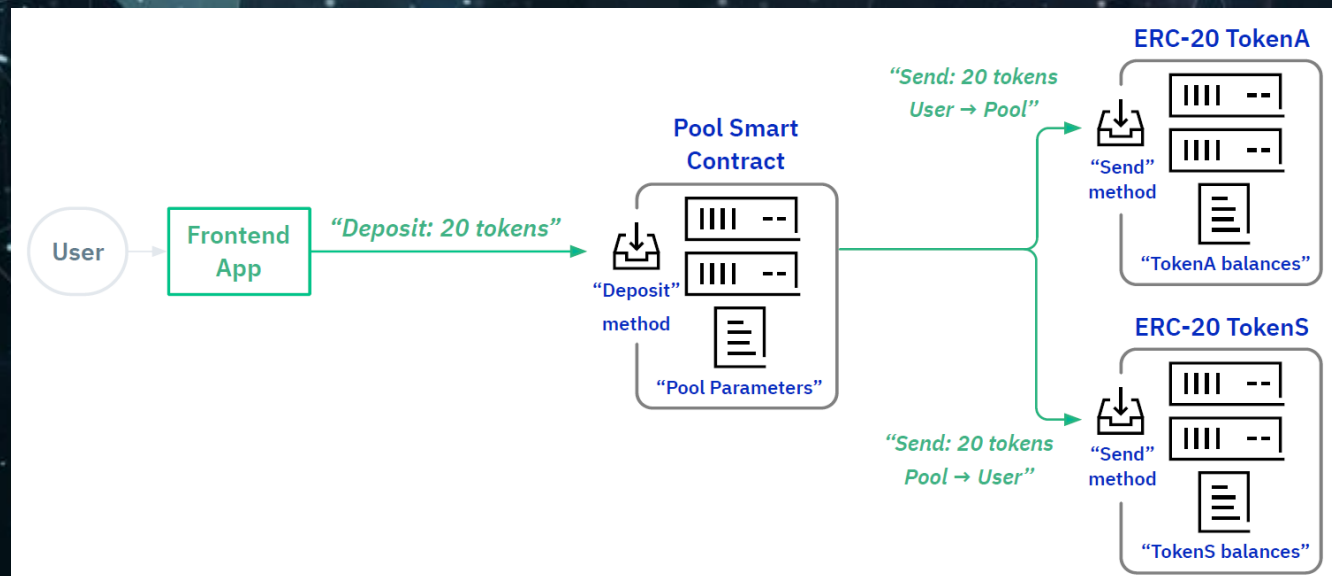 User
Frontend
App
“Deposit: 20 tokens”
Pool Smart
Contract
“Deposit”
method
“Pool Parameters”
“Send: 20 tokens
User → Pool”
ERC-20 TokenA
“Send”
method
“TokenA balances”
“Send: 20 tokens
Pool → User”
ERC-20 TokenS
“Send”
method
“TokenS balances”